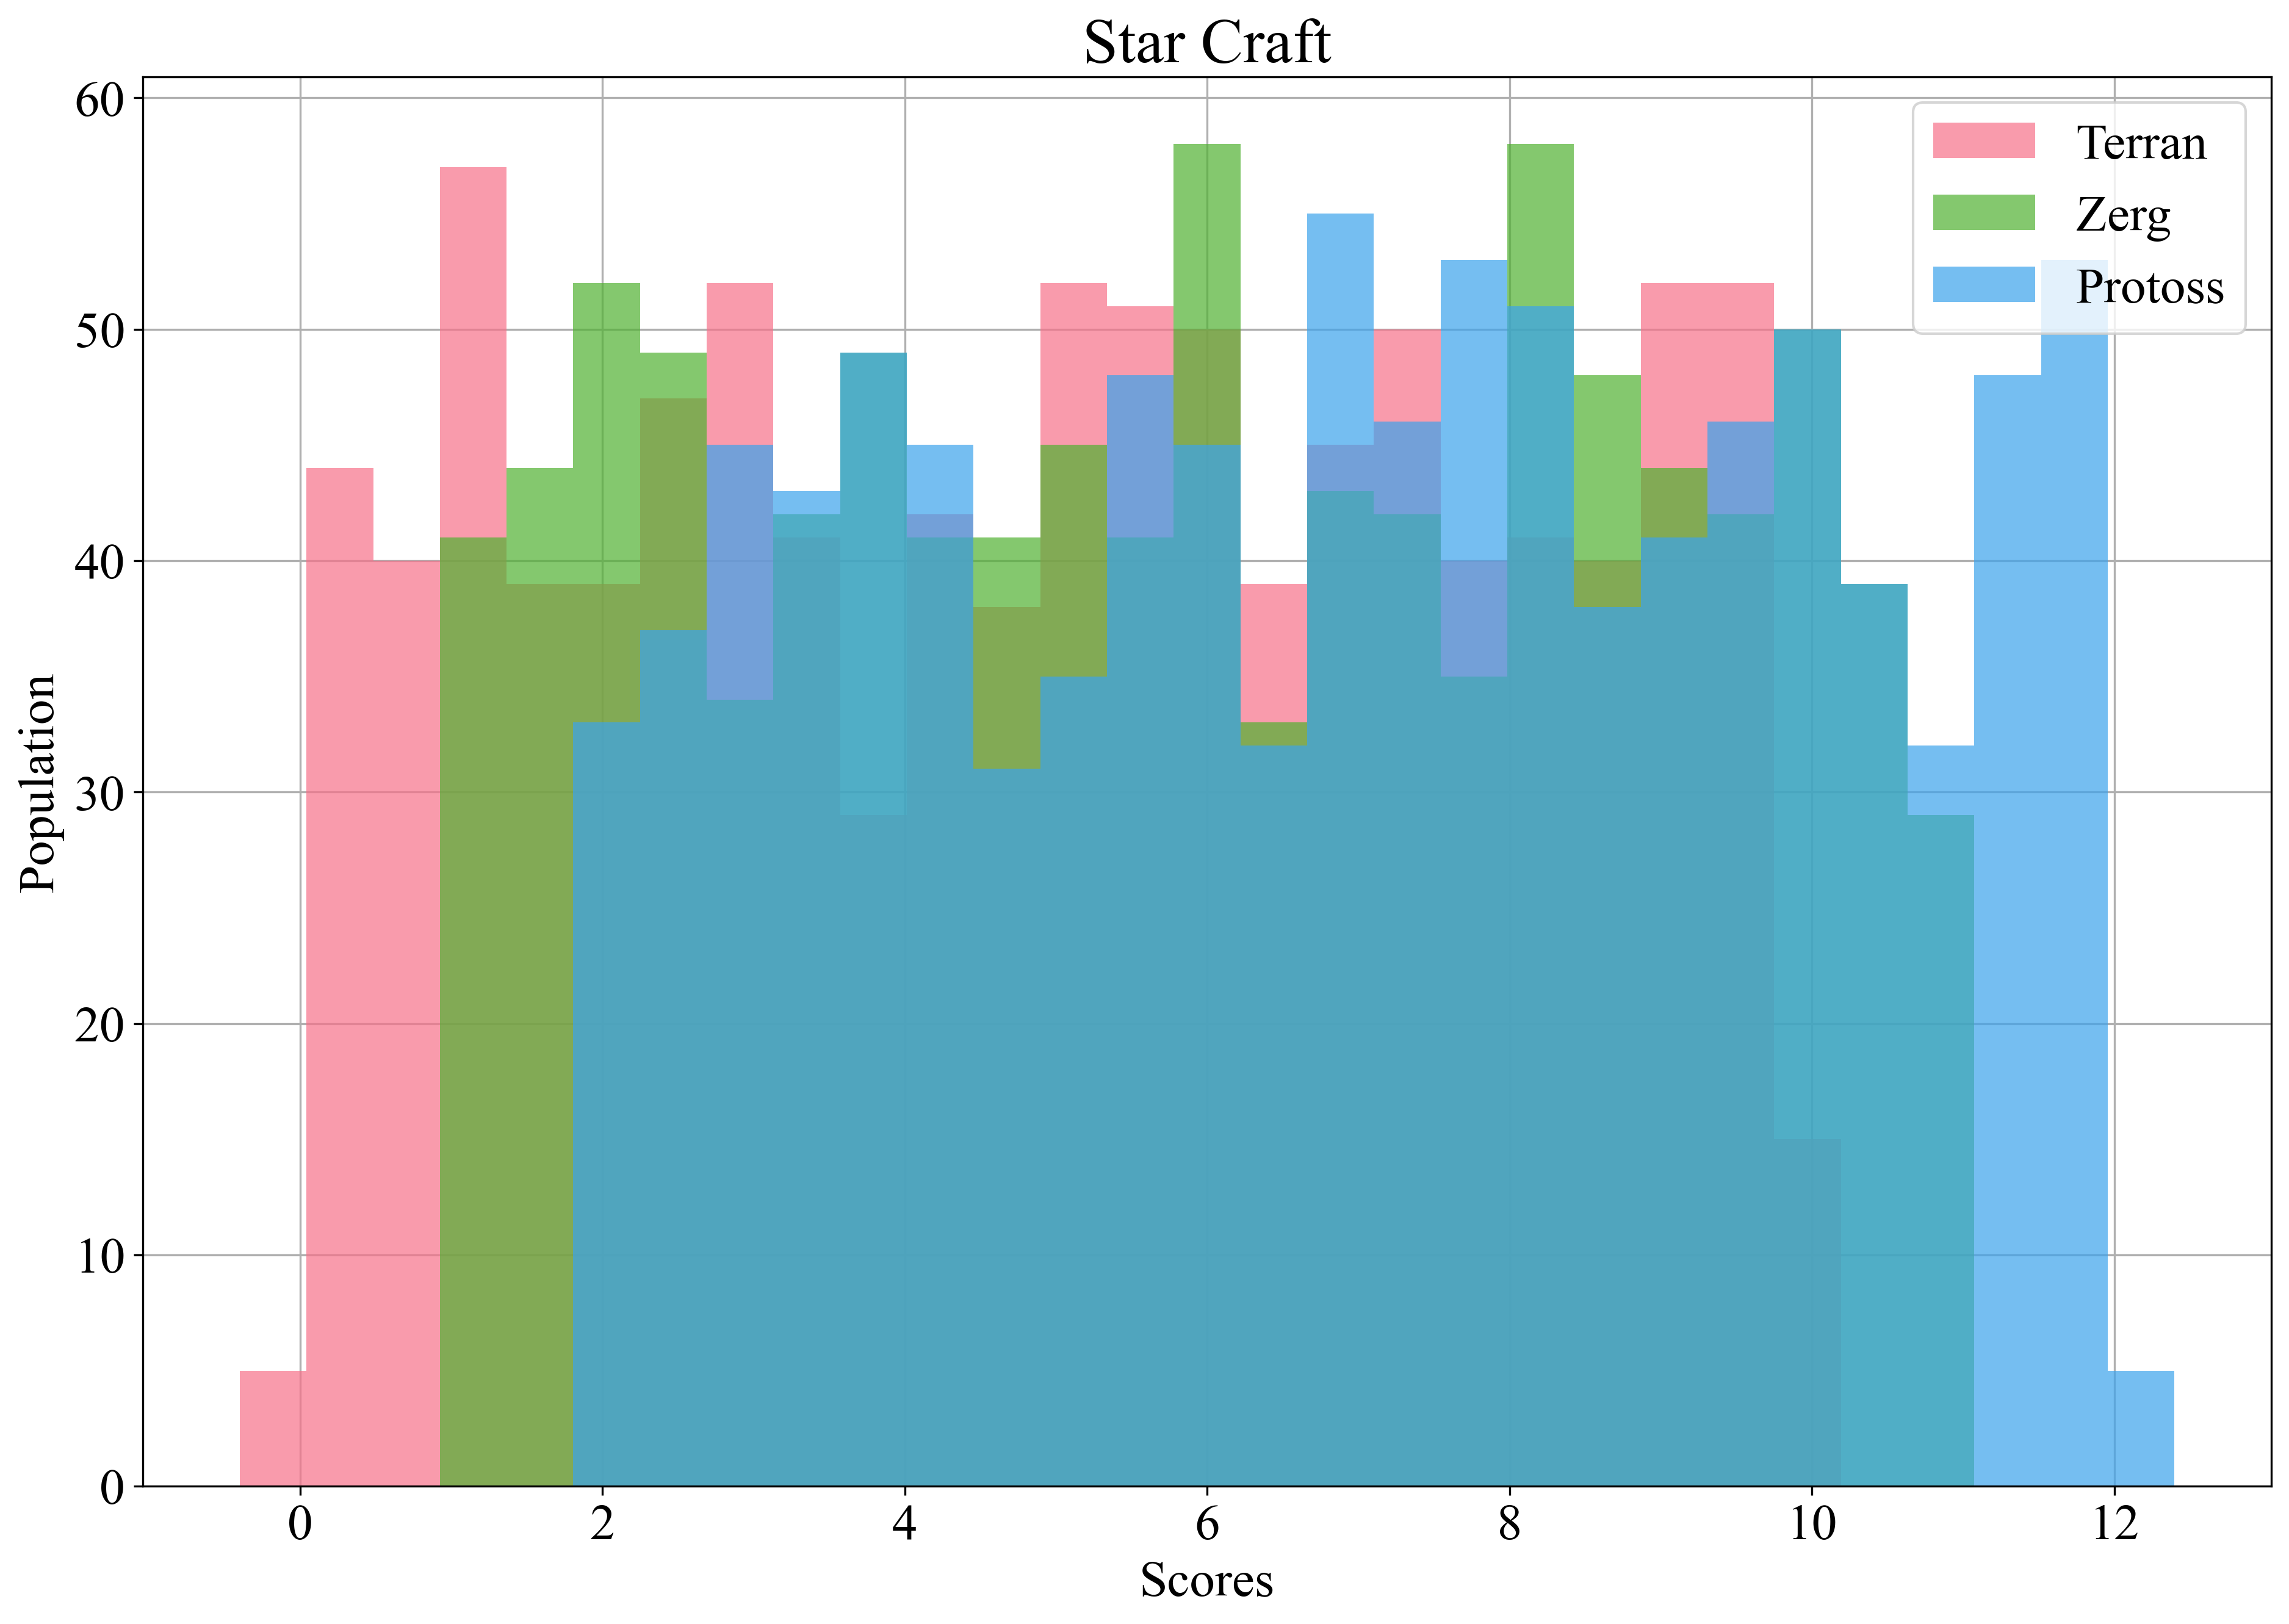 Star Craft
60
50
40
30
20
10
0
Population
0 2 4 6 8 10 12
Scores
Terran
Zerg
Protoss